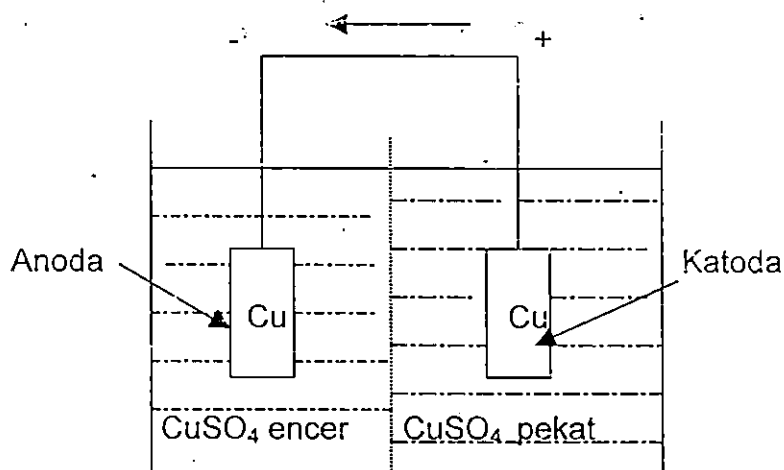 - +
Anoda Katoda
Cu Cu
CuSO₄ encer CuSO₄ pekat